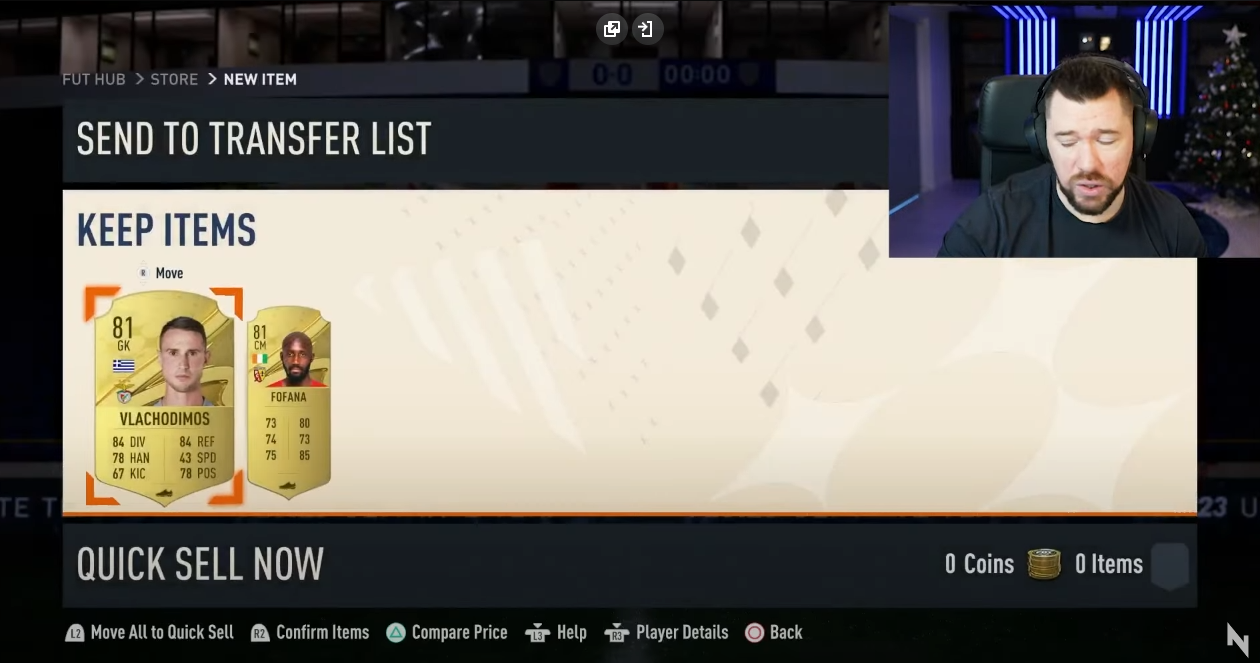 0-0 00:00
FUT HUB > STORE > NEW ITEM
SEND TO TRANSFER LIST
KEEP ITEMS
R Move
81
GK
VLACHODIMOS
84 DIV 84 REF
78 HAN 43 SPD
67 KIC 78 POS
81
CM
FOFANA
73 80
74 73
75 85
23 U
QUICK SELL NOW
0 Coins 0 Items
L2 Move All to Quick Sell R2 Confirm Items Compare Price L3 Help R3 Player Details Back